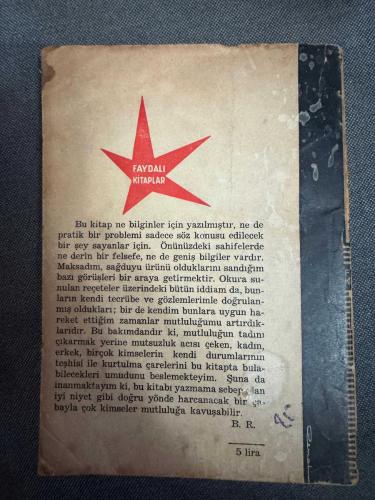 FAYDALI
KİTAPLAR
Bu kitap ne bilginler için yazılmıştır, ne de
pratik bir problemi sadece söz konusu edilecek
bir şey sayanlar için. Önünüzdeki sahifelerde
ne derin bir felsefe, ne de geniş bilgiler vardır.
Maksadım, sağduyu ürünü olduklarını sandığım
bazı görüşleri bir araya getirmektir. Okura su-
nulan reçeteler üzerindeki bütün iddiam da, bun-
ların kendi tecrübe ve gözlemlerimle doğrulan-
mış oldukları; bir de kendim bunlara uygun ha-
reket ettiğim zamanlar mutluluğumu artırdık-
larıdır. Bu bakımdandır ki, mutluluğun tadını
çıkarmak yerine mutsuzluk acısı çeken, kadın,
erkek, birçok kimselerin kendi durumlarının
teşhisi ile kurtulma çarelerini bu kitapta bula-
bilecekleri umudunu beslemekteyim. Şuna da
inanmaktayım ki, bu kitabı yazmama sebep olan
iyi niyet gibi doğru yönde harcanacak bir ça-
bayla çok kimseler mutluluğa kavuşabilir.
B. R.
5 lira